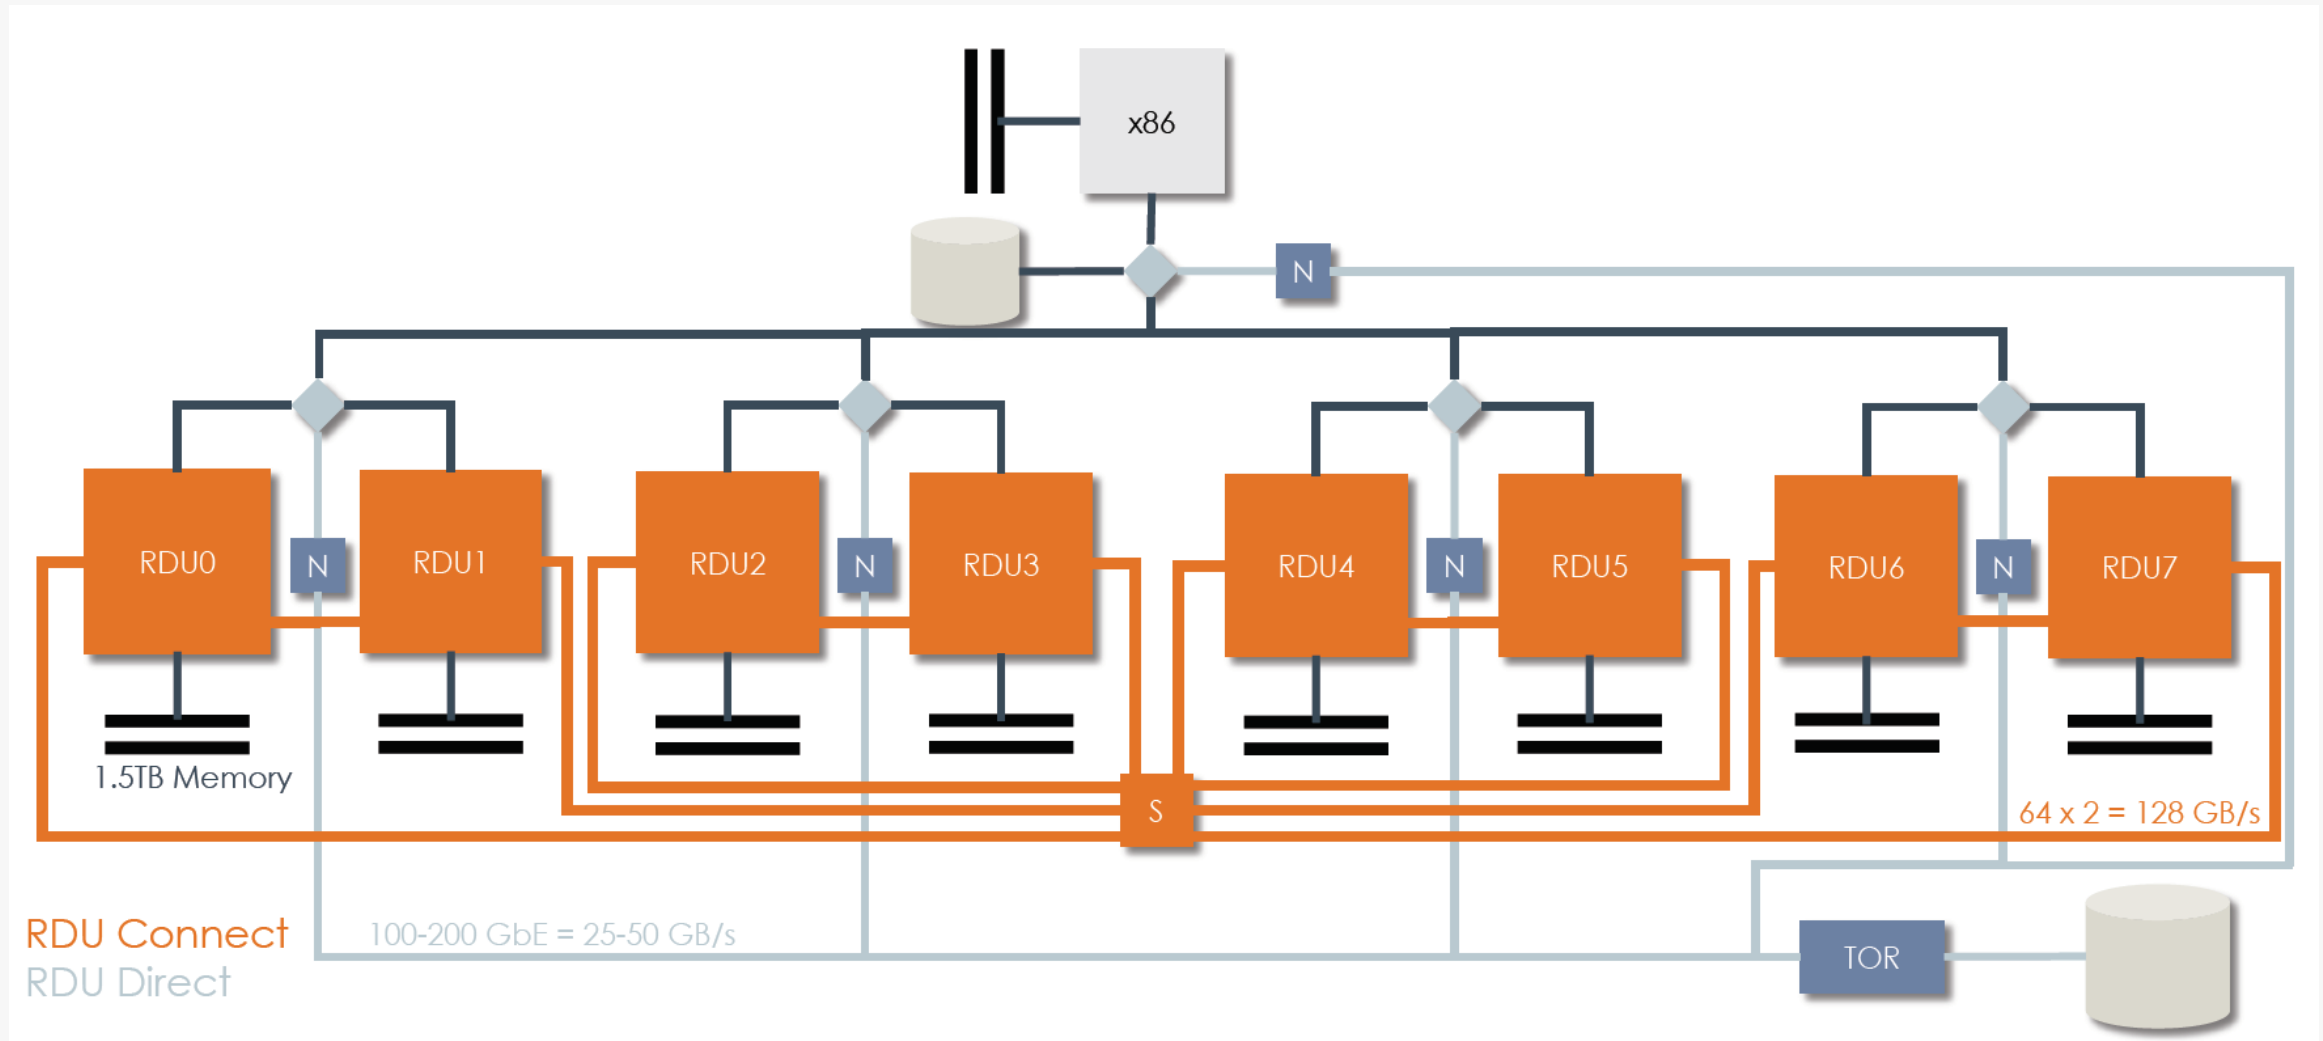 x86
N
RDU0
N
RDU1
RDU2
N
RDU3
RDU4
N
RDU5
RDU6
N
RDU7
1.5TB Memory
S
64 x 2 = 128 GB/s
RDU Connect
100-200 GbE = 25-50 GB/s
RDU Direct
TOR